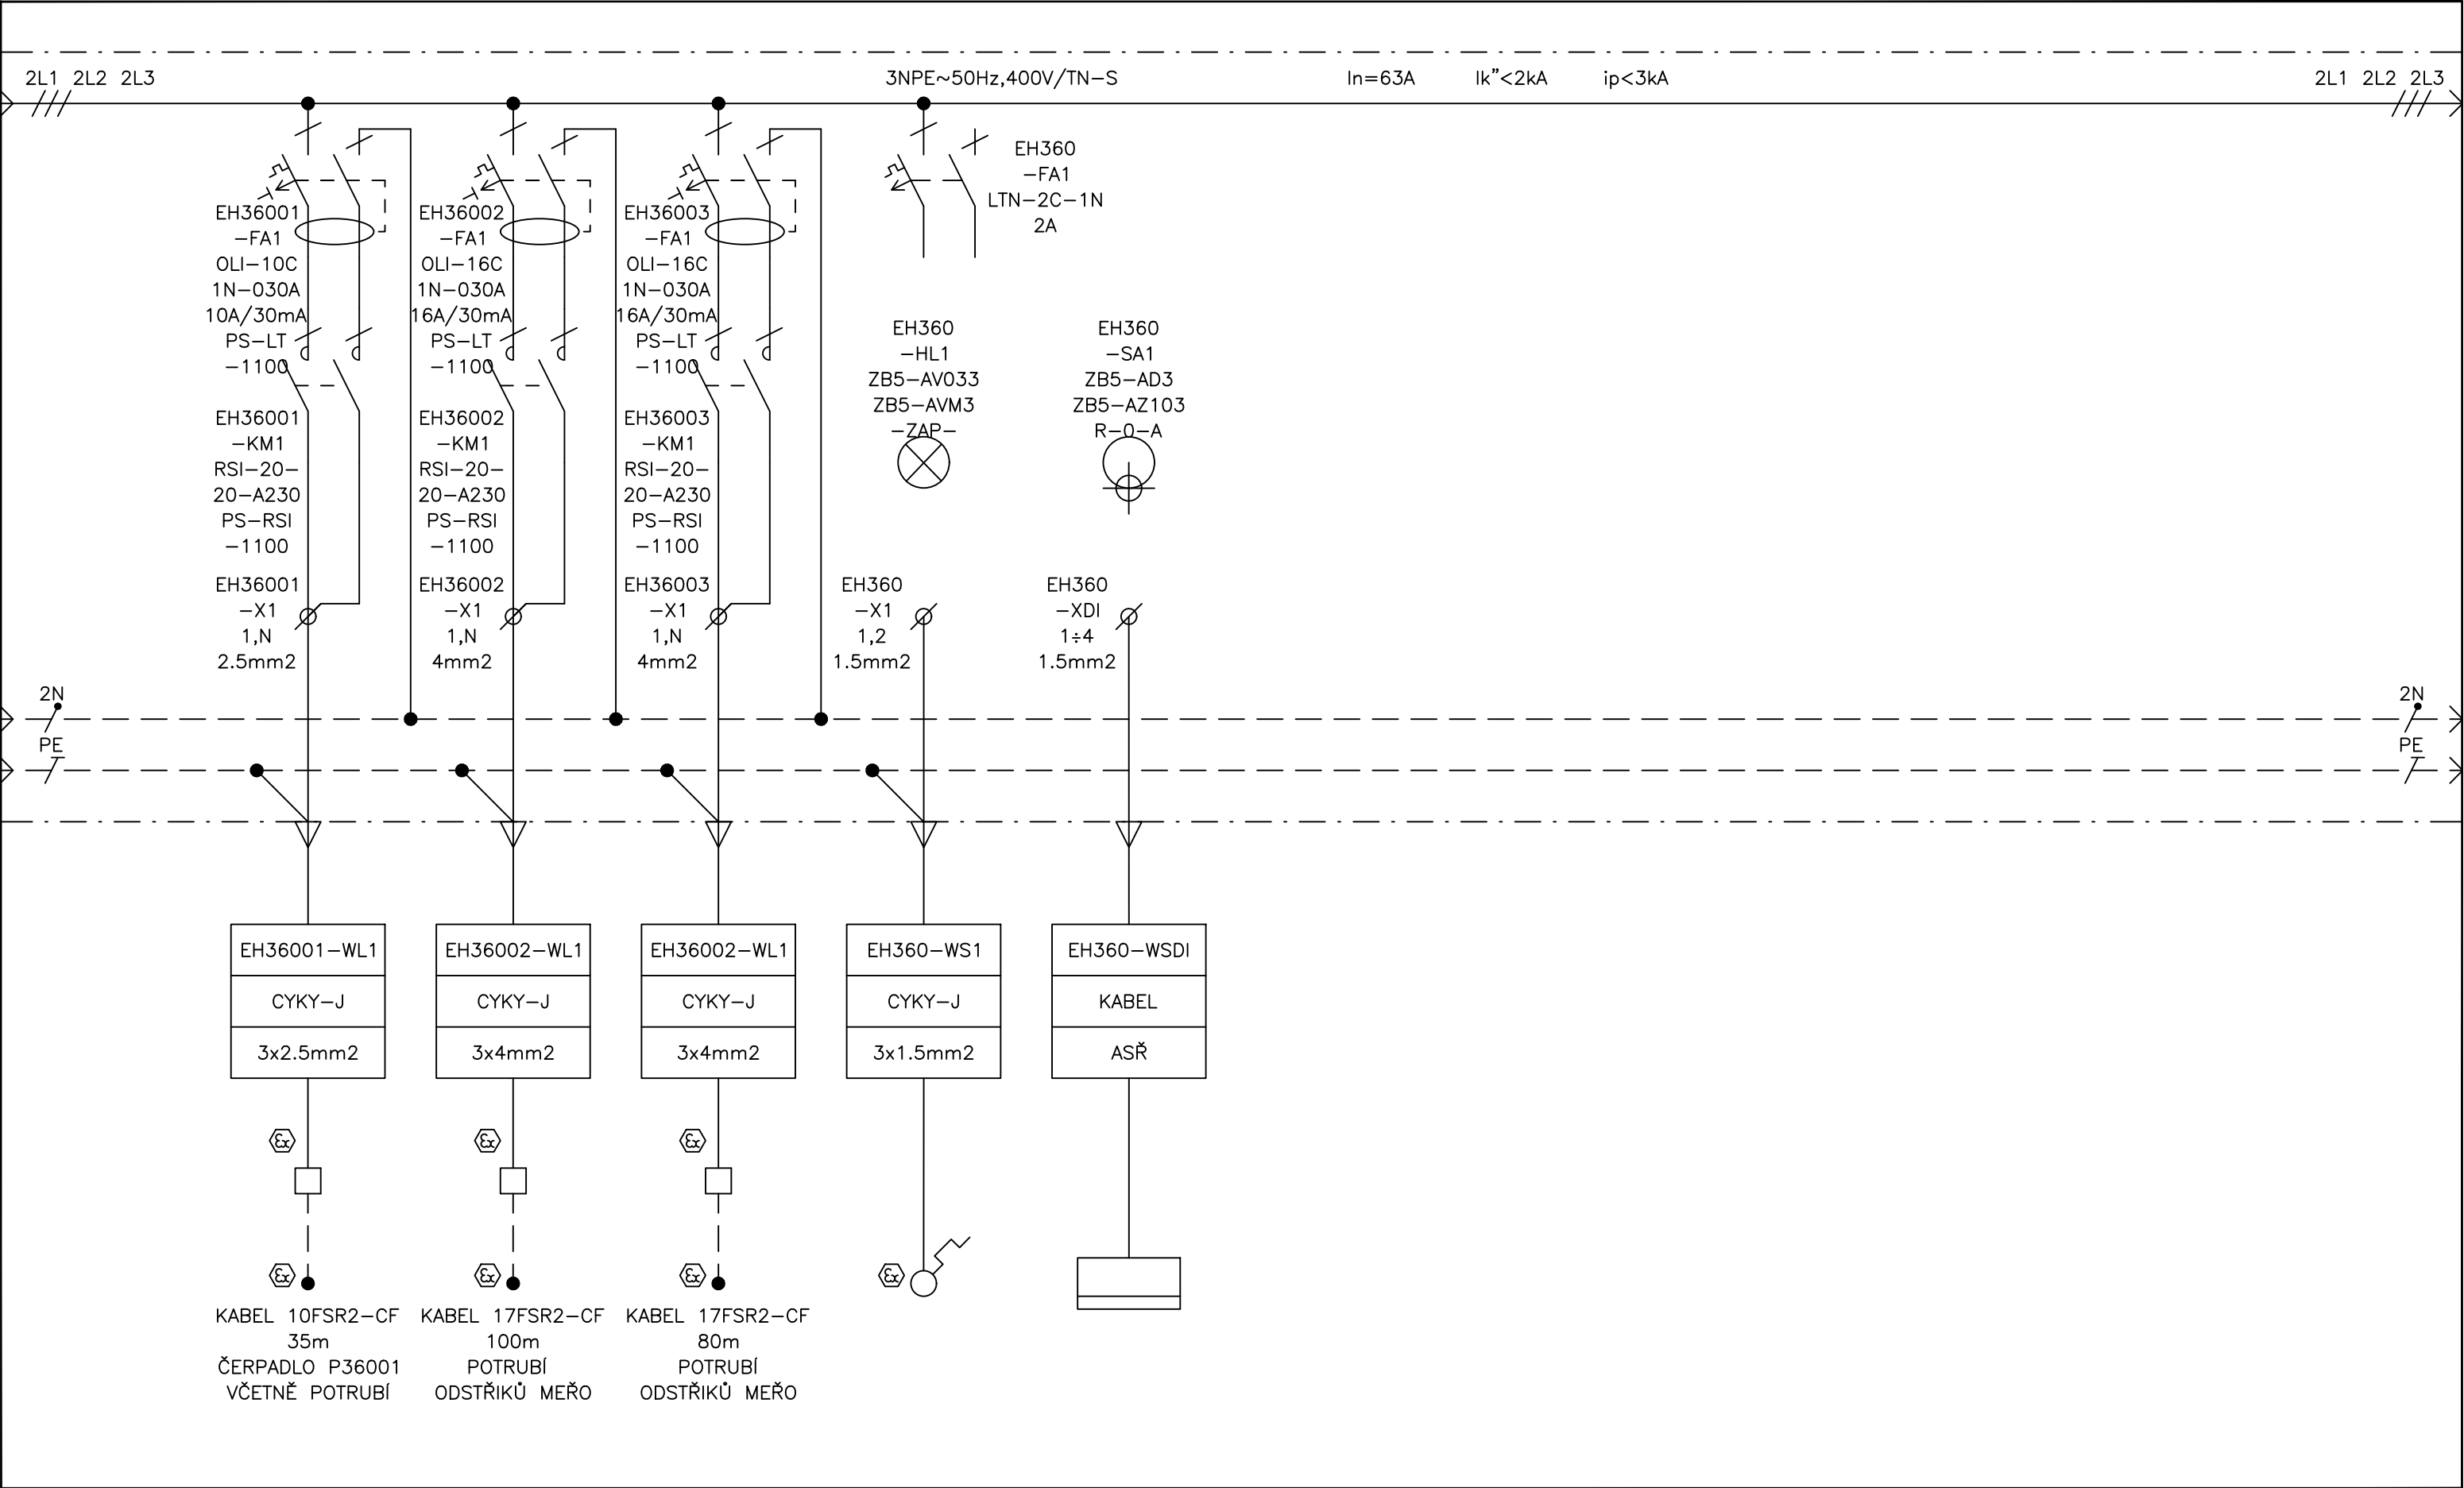 2L1 2L2 2L3
3NPE~50Hz,400V/TN-S
In=63A
Ik"<2kA
ip<3kA
2L1 2L2 2L3
EH36001
-FA1
OLI-10C
1N-030A
10A/30mA
PS-LT
-1100
EH36002
-FA1
OLI-16C
1N-030A
16A/30mA
PS-LT
-1100
EH36003
-FA1
OLI-16C
1N-030A
16A/30mA
PS-LT
-1100
EH360
-FA1
LTN-2C-1N
2A
EH360
-HL1
ZB5-AV033
ZB5-AVM3
-ZAP-
EH360
-SA1
ZB5-AD3
ZB5-AZ103
R-0-A
EH36001
-KM1
RSI-20-
20-A230
PS-RSI
-1100
EH36002
-KM1
RSI-20-
20-A230
PS-RSI
-1100
EH36003
-KM1
RSI-20-
20-A230
PS-RSI
-1100
EH36001
-X1
1,N
2.5mm2
EH36002
-X1
1,N
4mm2
EH36003
-X1
1,N
4mm2
EH360
-X1
1,2
1.5mm2
EH360
-XDI
1÷4
1.5mm2
2N
2N
PE
PE
EH36001-WL1
CYKY-J
3x2.5mm2
EH36002-WL1
CYKY-J
3x4mm2
EH36002-WL1
CYKY-J
3x4mm2
EH360-WS1
CYKY-J
3x1.5mm2
EH360-WSDI
KABEL
ASŘ
Ex
Ex
Ex
Ex
Ex
Ex
Ex
KABEL 10FSR2-CF
35m
ČERPADLO P36001
VČETNĚ POTRUBÍ
KABEL 17FSR2-CF
100m
POTRUBÍ
ODSTŘIKŮ MEŘO
KABEL 17FSR2-CF
80m
POTRUBÍ
ODSTŘIKŮ MEŘO